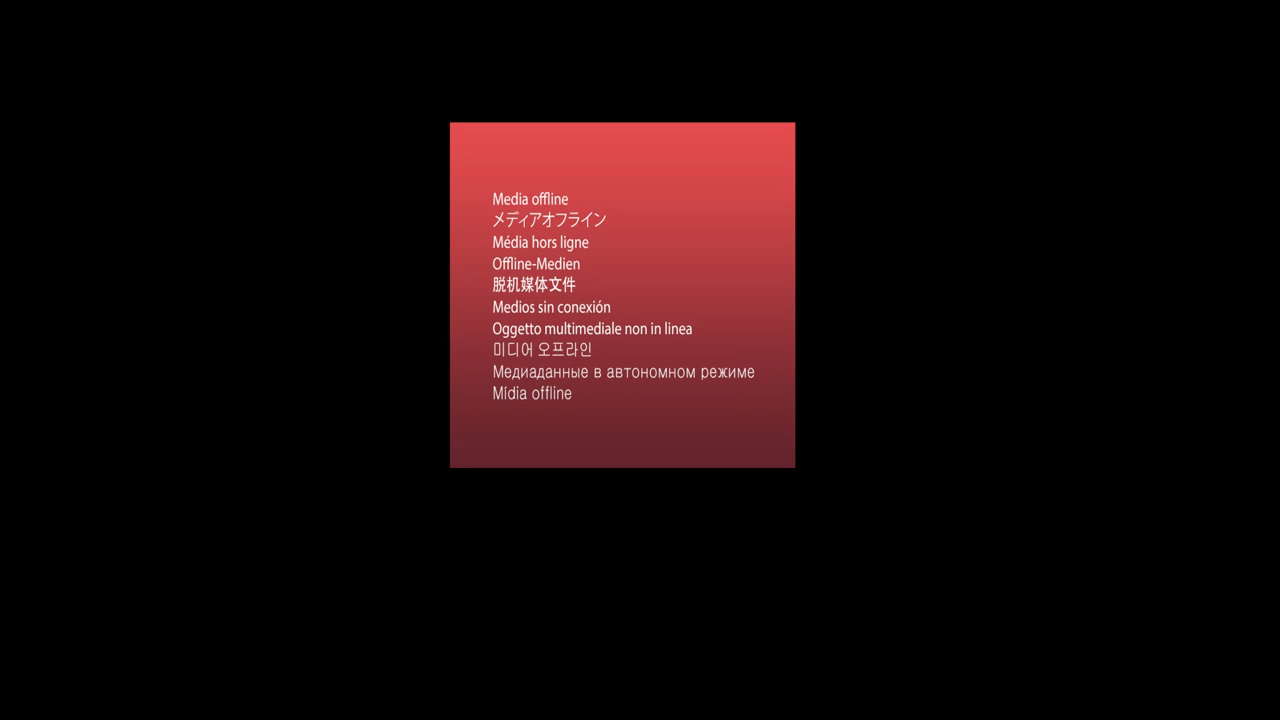 Media offline
メディアオフライン
Média hors ligne
Offline-Medien
脱机媒体文件
Medios sin conexión
Oggetto multimediale non in linea
미디어 오프라인
Медиаданные в автономном режиме
Mídia offline